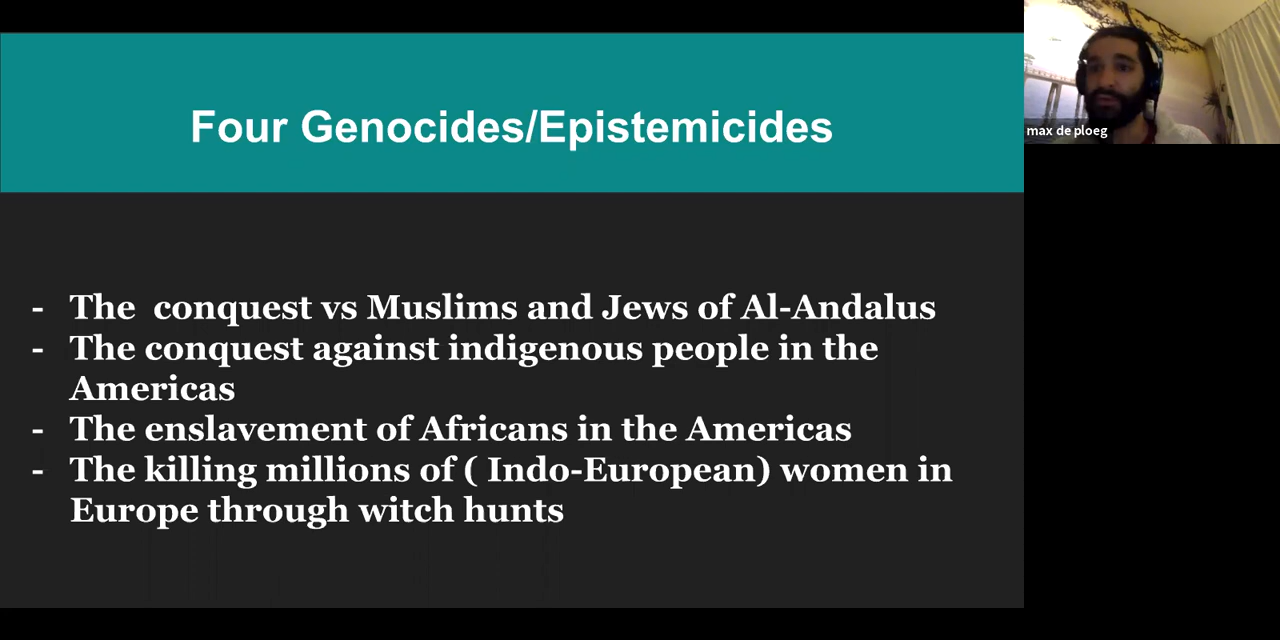 Four Genocides/Epistemicides
max de ploeg
- The  conquest vs Muslims and Jews of Al-Andalus
- The conquest against indigenous people in the
Americas
- The enslavement of Africans in the Americas
- The killing millions of ( Indo-European) women in
Europe through witch hunts